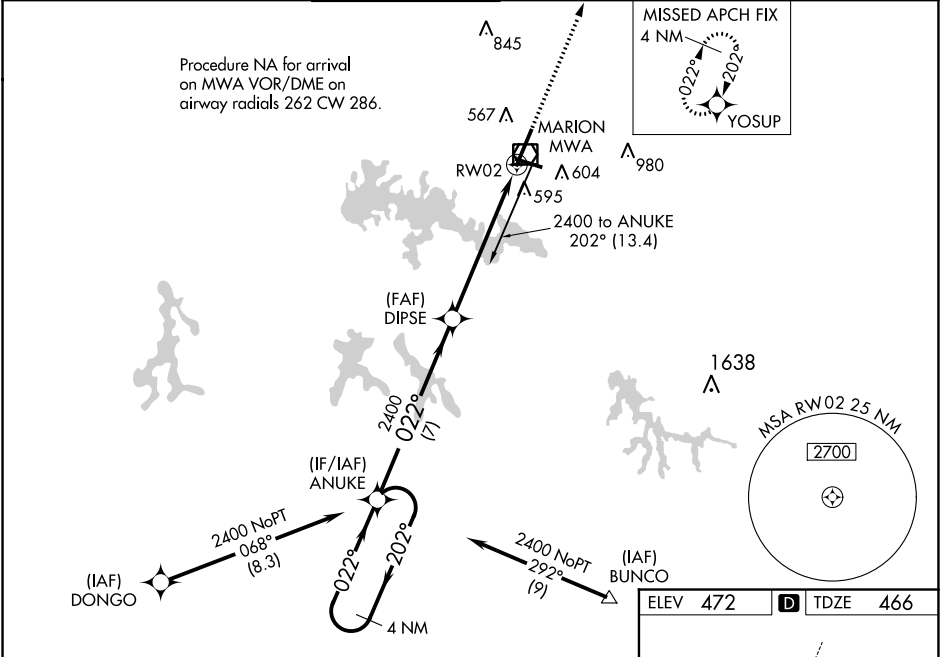 845
Procedure NA for arrival
on MWA VOR/DME on
airway radials 262 CW 286.
MISSED APCH FIX
4 NM
022°
202°
YOSUP
567
MARION
MWA
RW02
604
980
595
2400 to ANUKE
202° (13.4)
(FAF)
DIPSE
1638
2400
022°
(7)
MSA RW02 25 NM
2700
(IF/IAF)
ANUKE
2400 NoPT
068°
(8.3)
(IAF)
DONGO
022°
202°
4 NM
2400 NoPT
292°
(9)
(IAF)
BUNCO
ELEV 472 D TDZE 466